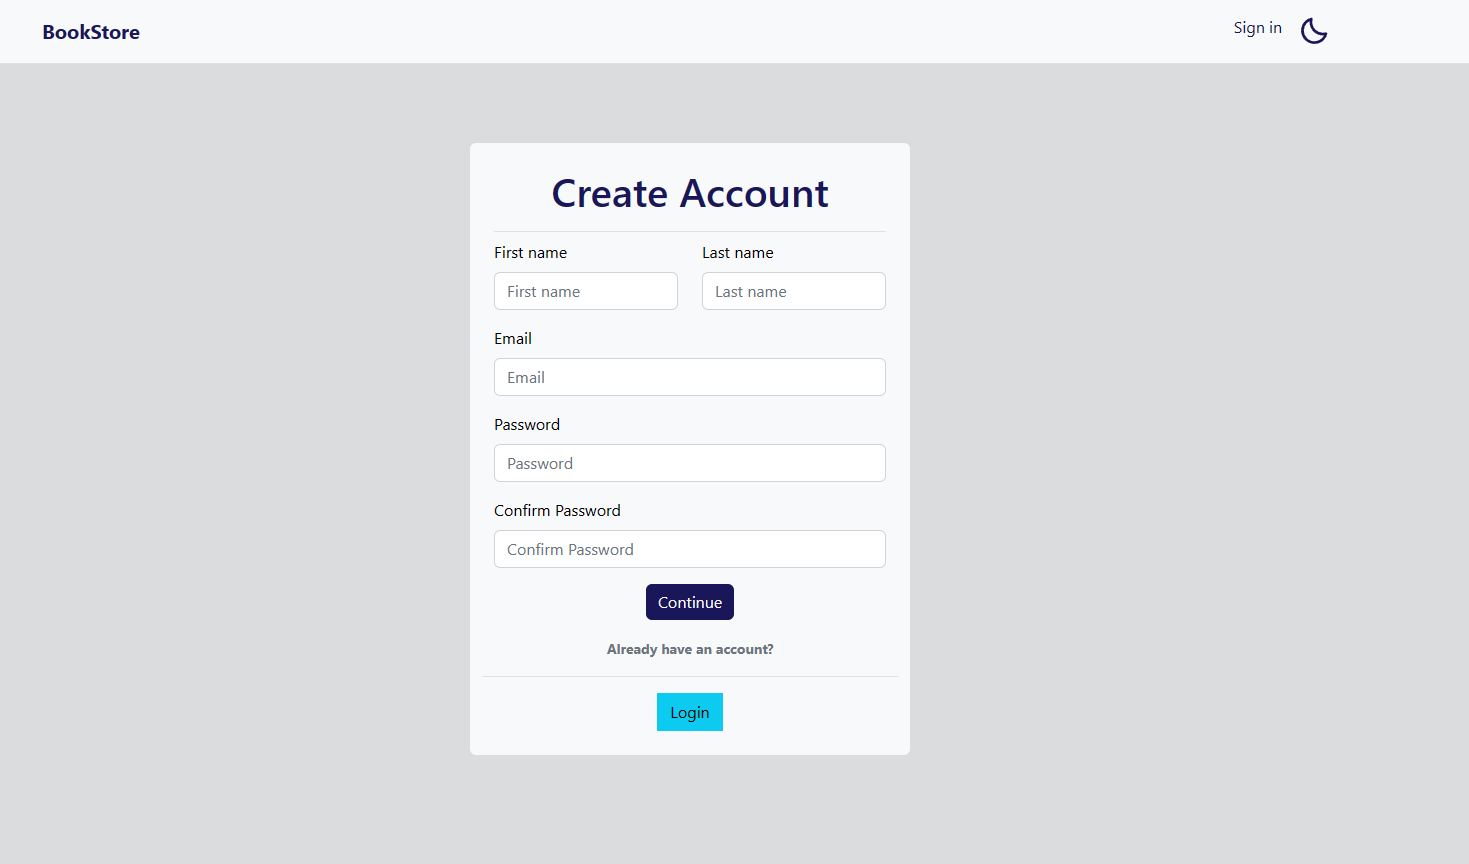 BookStore
Sign in
Create Account
First name
Last name
First name
Last name
Email
Email
Password
Password
Confirm Password
Confirm Password
Continue
Already have an account?
Login